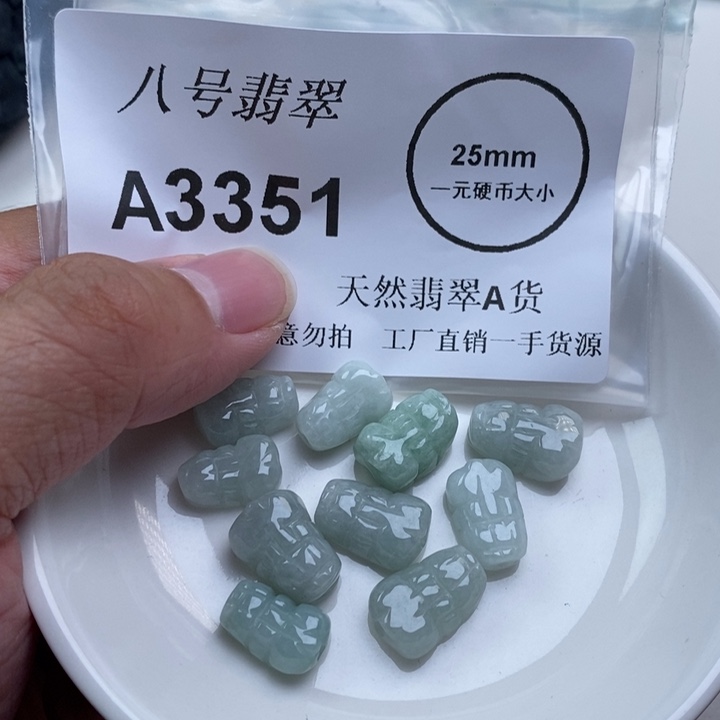 八号翡翠
A3351
25mm
一元硬币大小
天然翡翠A货
意勿拍 工厂直销一手货源